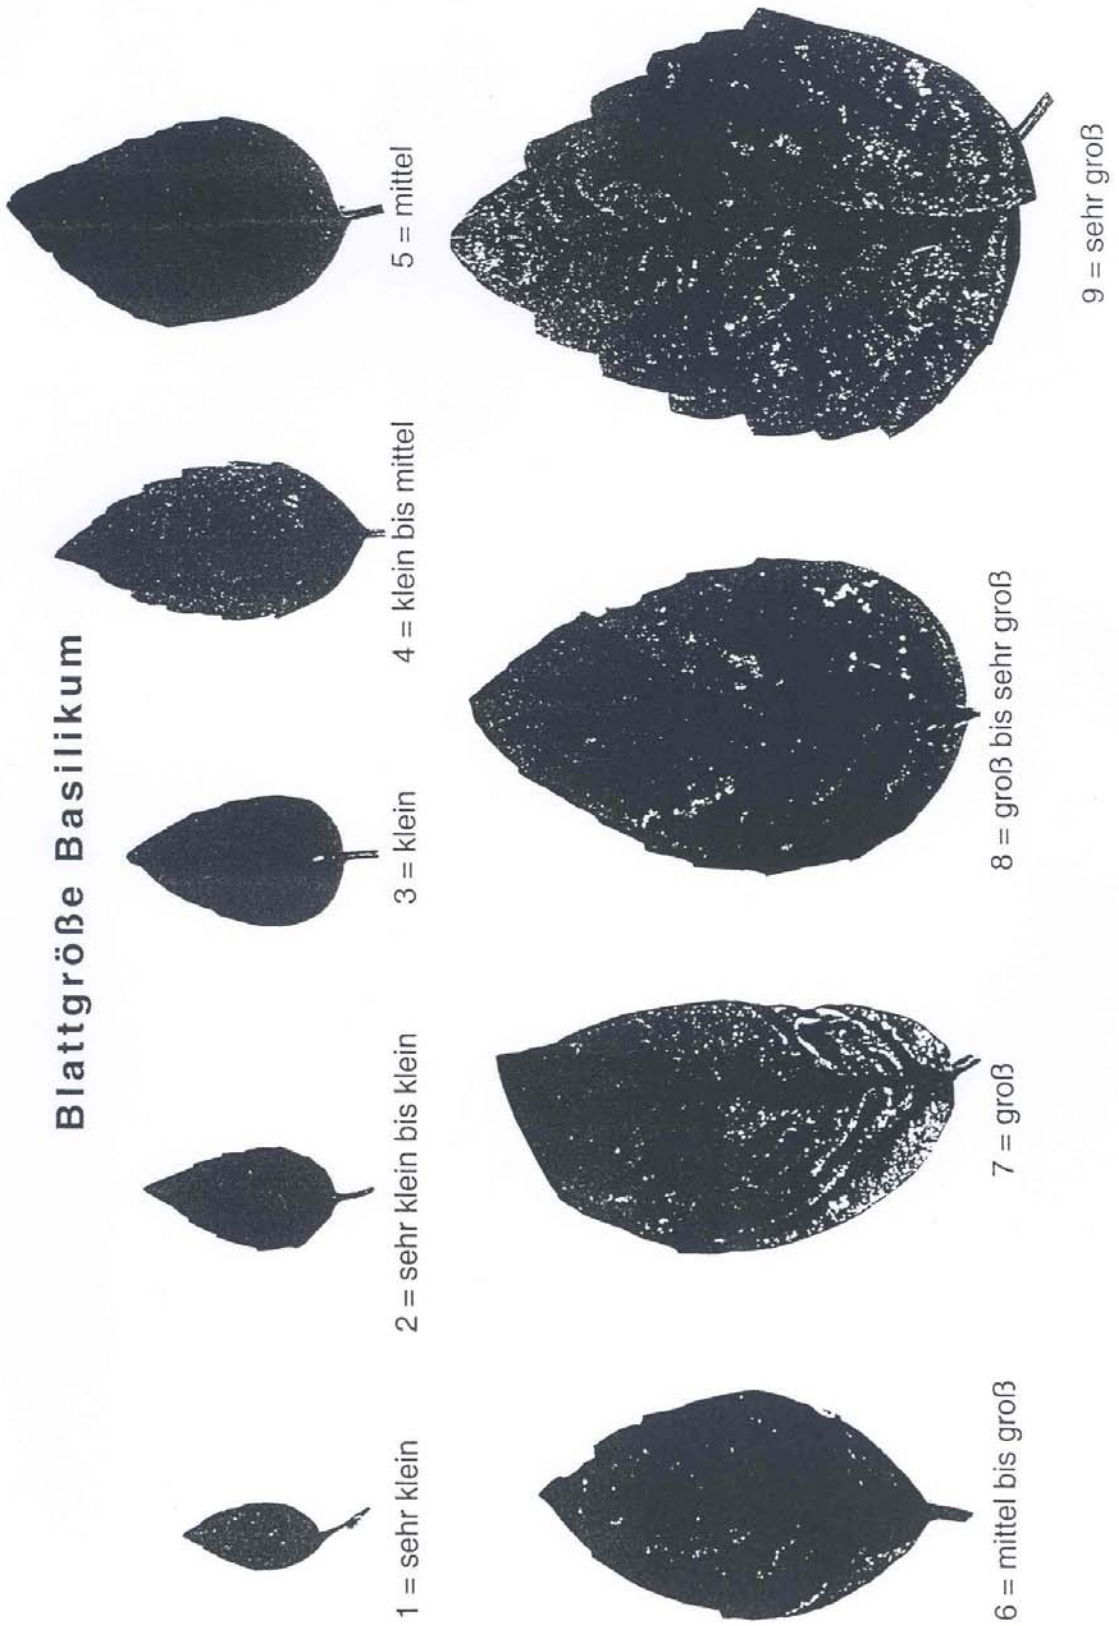 Blattgröße Basilikum
1 = sehr klein
2 = sehr klein bis klein
3 = klein
4 = klein bis mittel
5 = mittel
6 = mittel bis groß
7 = groß
8 = groß bis sehr groß
9 = sehr groß